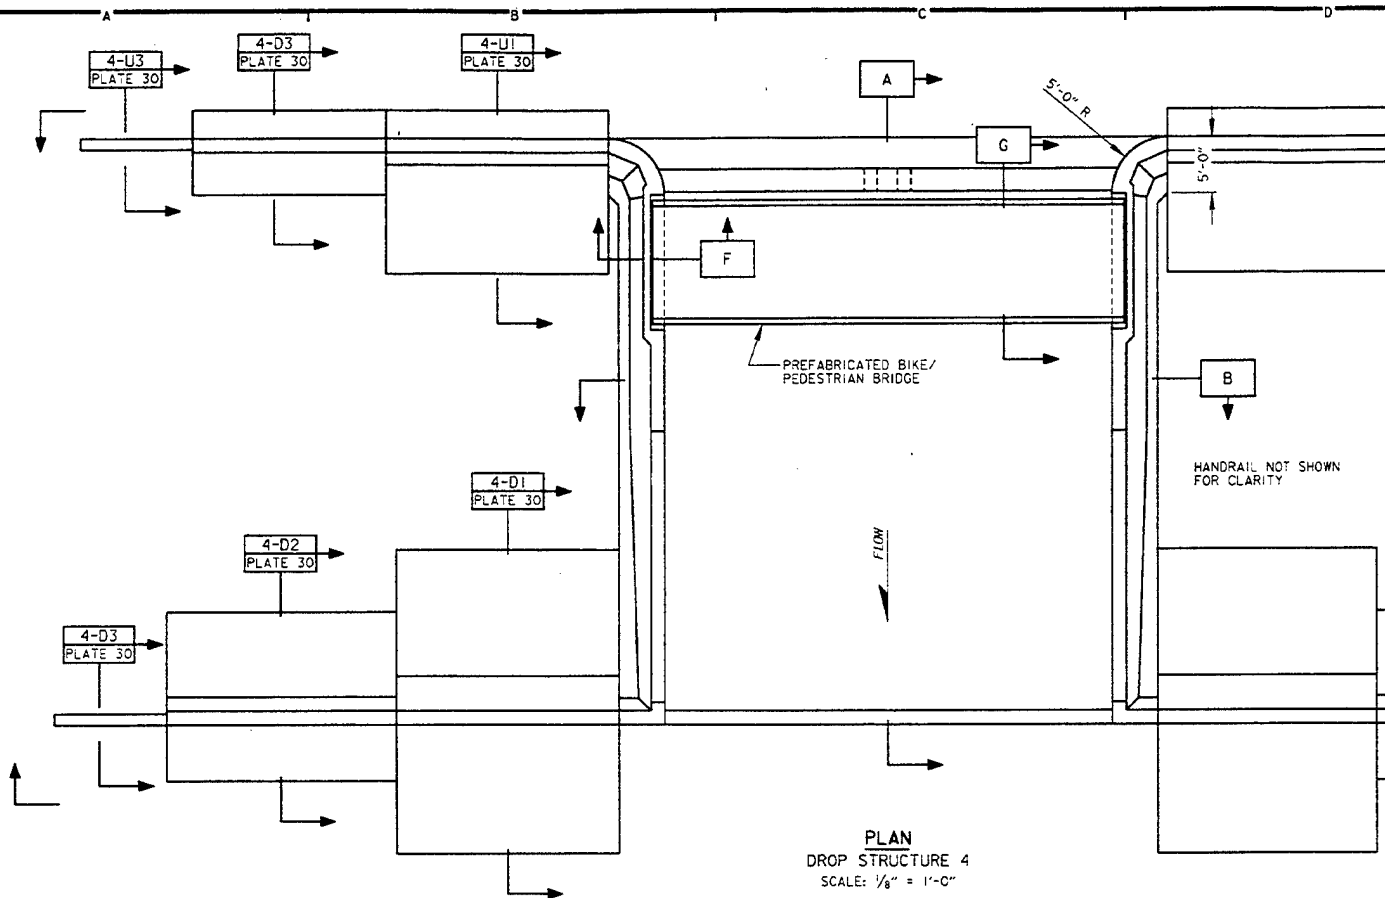 A
B
C
D
4-U3
PLATE 30
4-D3
PLATE 30
4-U1
PLATE 30
A
5'-0" R
G
5'-0"
F
PREFABRICATED BIKE/
PEDESTRIAN BRIDGE
B
HANDRAIL NOT SHOWN
FOR CLARITY
4-D1
PLATE 30
FLOW
4-D2
PLATE 30
4-D3
PLATE 30
PLAN
DROP STRUCTURE 4
SCALE: 1/8" = 1'-0"